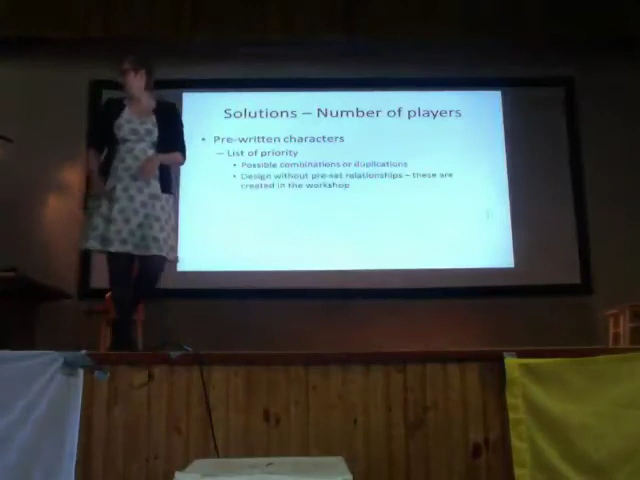 Solutions – Number of players
• Pre-written characters
– List of priority
• Possible combinations or duplications
• Design without pre-set relationships – these are
created in the workshop